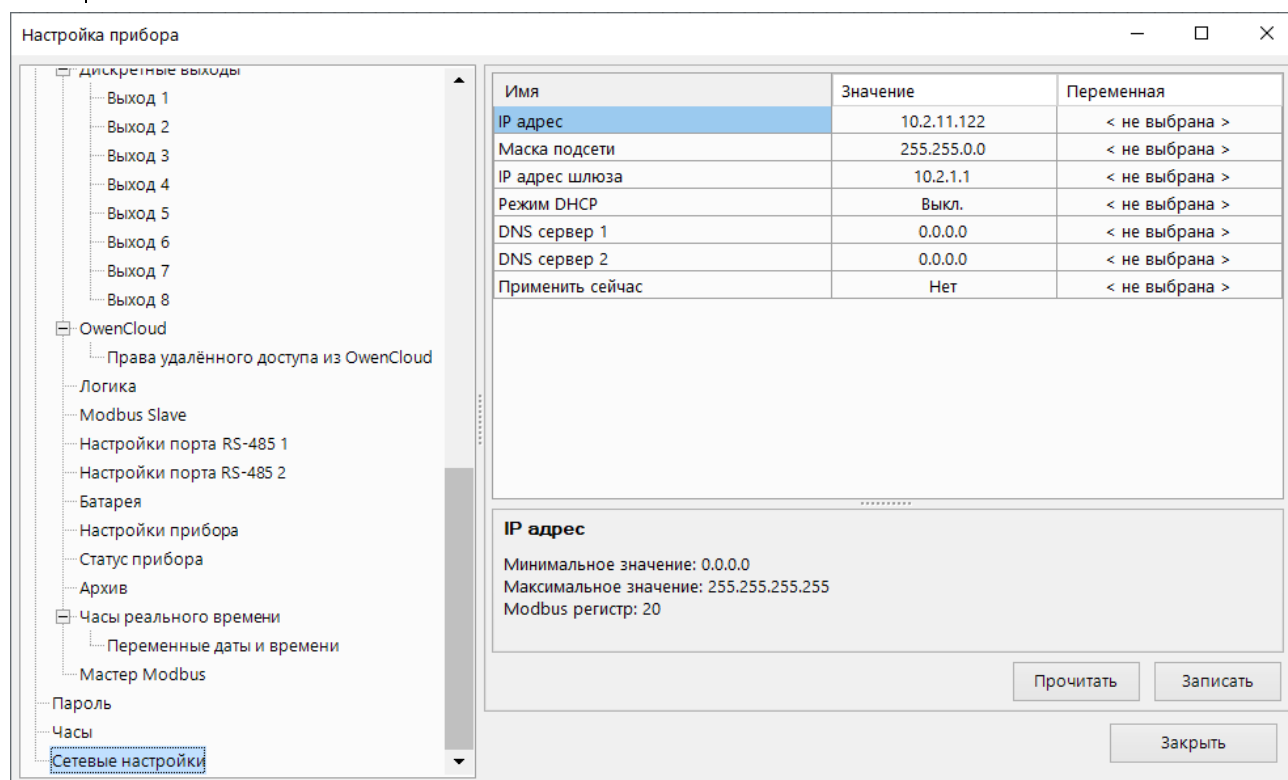 Настройка прибора
Дискретные выходы
Выход 1
Выход 2
Выход 3
Выход 4
Выход 5
Выход 6
Выход 7
Выход 8
OwenCloud
Права удалённого доступа из OwenCloud
Логика
Modbus Slave
Настройки порта RS-485 1
Настройки порта RS-485 2
Батарея
Настройки прибора
Статус прибора
Архив
Часы реального времени
Переменные даты и времени
Мастер Modbus
Пароль
Часы
Сетевые настройки
Имя Значение Переменная
IP адрес 10.2.11.122 < не выбрана >
Маска подсети 255.255.0.0 < не выбрана >
IP адрес шлюза 10.2.1.1 < не выбрана >
Режим DHCP Выкл. < не выбрана >
DNS сервер 1 0.0.0.0 < не выбрана >
DNS сервер 2 0.0.0.0 < не выбрана >
Применить сейчас Нет < не выбрана >
IP адрес
Минимальное значение: 0.0.0.0
Максимальное значение: 255.255.255.255
Modbus регистр: 20
Прочитать Записать
Закрыть